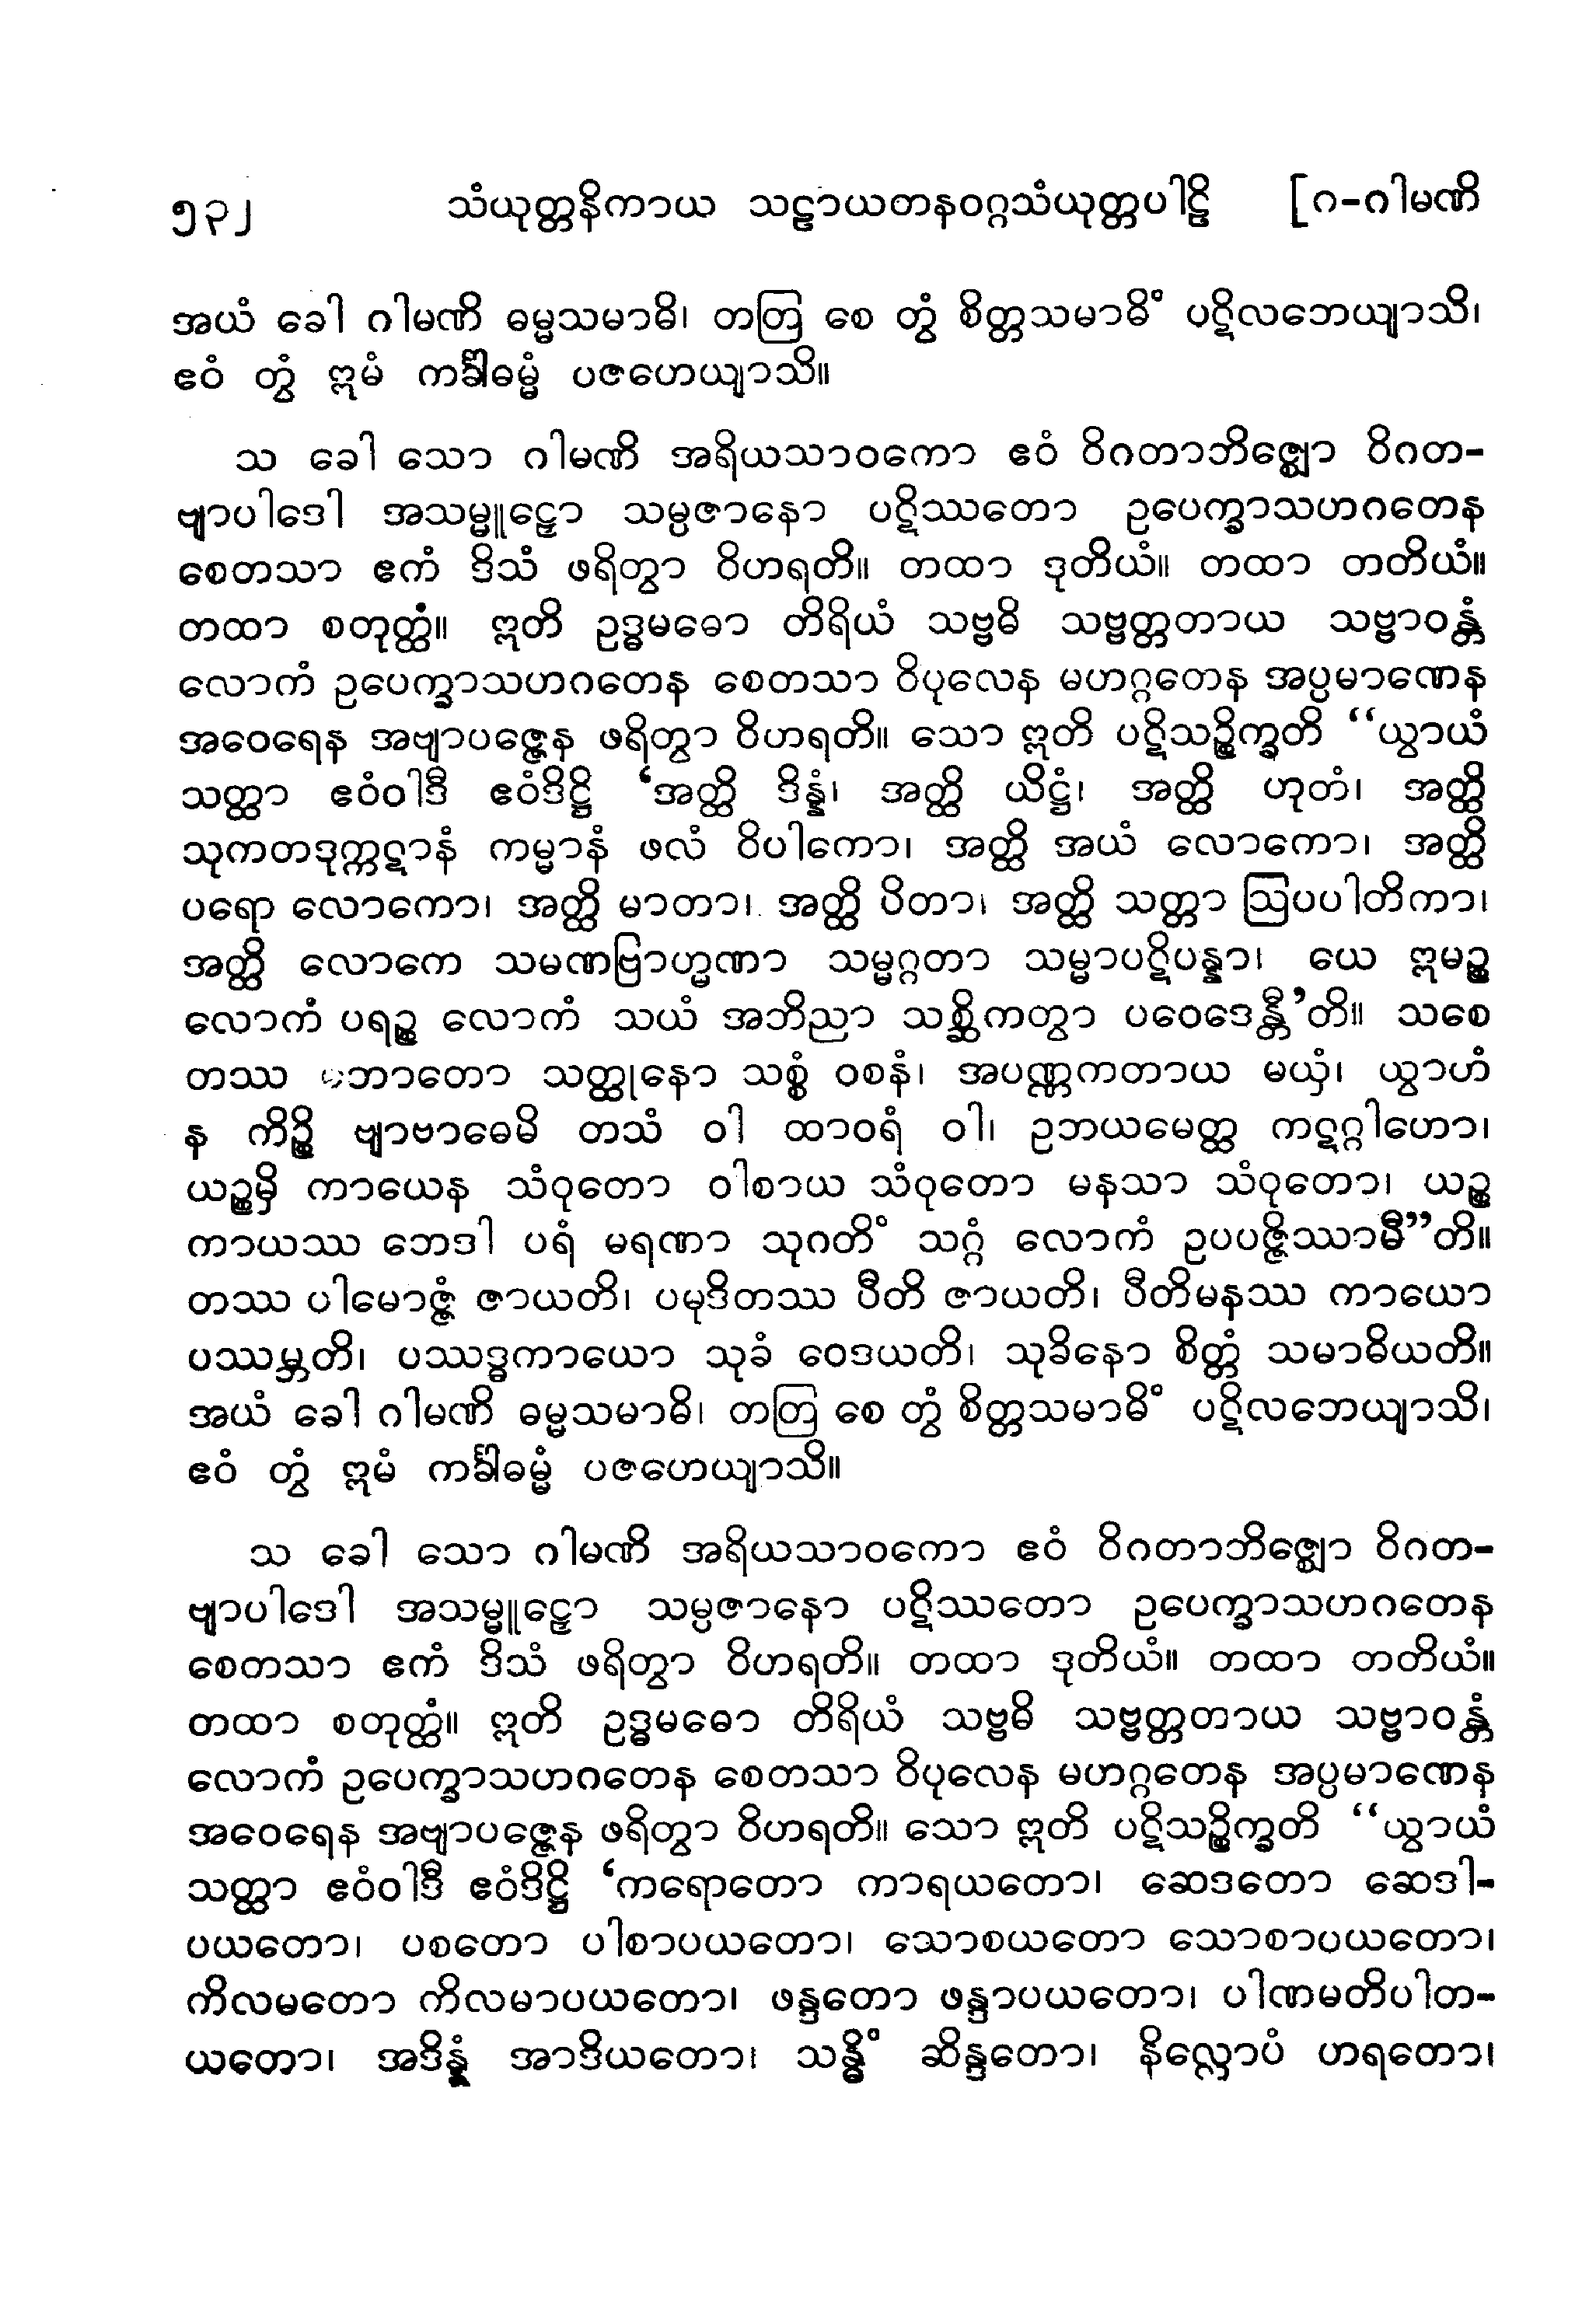 ၅၃၂ သံယုတ္တနိကာယ သဠာယတနဝဂ္ဂသံယုတ္တပါဠိ [ဂ-ဂါမဏိ
အယံ ခေါ ဂါမဏိ ဓမ္မသမာဓိ၊ တတြ စေ တွံ စိတ္တသမာဓိံ ပဋိလဘေယျာသိ၊
ဧဝံ တွံ ဣမံ ကင်္ခါဓမ္မံ ပဇဟေယျာသိ။
သ ခေါ သော ဂါမဏိ အရိယသာဝကော ဧဝံ ဝိဂတာဘိဇ္ဈော ဝိဂတ-
ဗျာပါဒေါ အသမ္မူဠှော သမ္ပဇာနော ပဋိဿတော ဥပေက္ခာသဟဂတေန
စေတသာ ဧကံ ဒိသံ ဖရိတွာ ဝိဟရတိ။ တထာ ဒုတိယံ။ တထာ တတိယံ။
တထာ စတုတ္ထံ။ ဣတိ ဥဒ္ဓမဓော တိရိယံ သဗ္ဗဓိ သဗ္ဗတ္တတာယ သဗ္ဗာဝန္တံ
လောကံ ဥပေက္ခာသဟဂတေန စေတသာ ဝိပုလေန မဟဂ္ဂတေန အပ္ပမာဏေန
အဝေရေန အဗျာပဇ္ဇေန ဖရိတွာ ဝိဟရတိ။ သော ဣတိ ပဋိသဉ္စိက္ခတိ “ယွာယံ
သတ္ထာ ဧဝံဝါဒီ ဧဝံဒိဋ္ဌိ ‘အတ္ထိ ဒိန္နံ၊ အတ္ထိ ယိဋ္ဌံ၊ အတ္ထိ ဟုတံ၊ အတ္ထိ
သုကတဒုက္ကဋာနံ ကမ္မာနံ ဖလံ ဝိပါကော၊ အတ္ထိ အယံ လောကော၊ အတ္ထိ
ပရော လောကော၊ အတ္ထိ မာတာ၊ အတ္ထိ ပိတာ၊ အတ္ထိ သတ္တာ ဩပပါတိကာ၊
အတ္ထိ လောကေ သမဏဗြာဟ္မဏာ သမ္မဂ္ဂတာ သမ္မာပဋိပန္နာ၊ ယေ ဣမဉ္စ
လောကံ ပရဉ္စ လောကံ သယံ အဘိညာ သစ္ဆိကတွာ ပဝေဒေန္တီ’တိ။ သစေ
တဿ ဘောတော သတ္ထုနော သစ္စံ ဝစနံ၊ အပဏ္ဏကတာယ မယှံ၊ ယွာဟံ
န ကိဉ္စိ ဗျာဗာဓေမိ တသံ ဝါ ထာဝရံ ဝါ၊ ဥဘယမေတ္ထ ကဋဂ္ဂါဟော၊
ယဉ္စမှိ ကာယေန သံဝုတော ဝါစာယ သံဝုတော မနသာ သံဝုတော၊ ယဉ္စ
ကာယဿ ဘေဒါ ပရံ မရဏာ သုဂတိံ သဂ္ဂံ လောကံ ဥပပဇ္ဇိဿာမီ”တိ။
တဿ ပါမောဇ္ဇံ ဇာယတိ၊ ပမုဒိတဿ ပီတိ ဇာယတိ၊ ပီတိမနဿ ကာယော
ပဿမ္ဘတိ၊ ပဿဒ္ဓကာယော သုခံ ဝေဒယတိ၊ သုခိနော စိတ္တံ သမာဓိယတိ။
အယံ ခေါ ဂါမဏိ ဓမ္မသမာဓိ၊ တတြ စေ တွံ စိတ္တသမာဓိံ ပဋိလဘေယျာသိ၊
ဧဝံ တွံ ဣမံ ကင်္ခါဓမ္မံ ပဇဟေယျာသိ။
သ ခေါ သော ဂါမဏိ အရိယသာဝကော ဧဝံ ဝိဂတာဘိဇ္ဈော ဝိဂတ-
ဗျာပါဒေါ အသမ္မူဠှော သမ္ပဇာနော ပဋိဿတော ဥပေက္ခာသဟဂတေန
စေတသာ ဧကံ ဒိသံ ဖရိတွာ ဝိဟရတိ။ တထာ ဒုတိယံ။ တထာ တတိယံ။
တထာ စတုတ္ထံ။ ဣတိ ဥဒ္ဓမဓော တိရိယံ သဗ္ဗဓိ သဗ္ဗတ္တတာယ သဗ္ဗာဝန္တံ
လောကံ ဥပေက္ခာသဟဂတေန စေတသာ ဝိပုလေန မဟဂ္ဂတေန အပ္ပမာဏေန
အဝေရေန အဗျာပဇ္ဇေန ဖရိတွာ ဝိဟရတိ။ သော ဣတိ ပဋိသဉ္စိက္ခတိ “ယွာယံ
သတ္ထာ ဧဝံဝါဒီ ဧဝံဒိဋ္ဌိ ‘ကရောတော ကာရယတော၊ ဆေဒတော ဆေဒါ-
ပယတော၊ ပစတော ပါစာပယတော၊ သောစယတော သောစာပယတော၊
ကိလမတော ကိလမာပယတော၊ ဖန္ဒတော ဖန္ဒာပယတော၊ ပါဏမတိပါတ-
ယတော၊ အဒိန္နံ အာဒိယတော၊ သန္ဓိံ ဆိန္ဒတော၊ နိလ္လောပံ ဟရတော၊